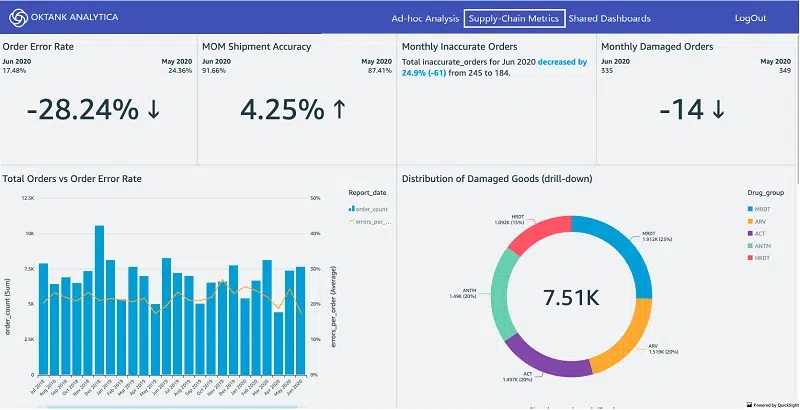 OKTANK ANALYTICA
Ad-hoc Analysis Supply-Chain Metrics Shared Dashboards LogOut
Order Error Rate
Jun 2020 May 2020
17.48% 24.36%
-28.24% ↓
MOM Shipment Accuracy
Jun 2020 May 2020
91.66% 87.41%
4.25% ↑
Monthly Inaccurate Orders
Total inaccurate_orders for Jun 2020 decreased by
24.9% (-61) from 245 to 184.
Monthly Damaged Orders
Jun 2020 May 2020
335 349
-14 ↓
Total Orders vs Order Error Rate
order_count (Sum)
12.5K
10K
7.5K
5K
2.5K
0
50%
40%
30%
20%
10%
0%
errors_per_order (Average)
Jul 2018
Aug 2018
Sep 2018
Oct 2018
Nov 2018
Dec 2018
Jan 2019
Feb 2019
Mar 2019
Apr 2019
May 2019
Jun 2019
Jul 2019
Aug 2019
Sep 2019
Oct 2019
Nov 2019
Dec 2019
Jan 2020
Feb 2020
Mar 2020
Apr 2020
May 2020
Jun 2020
Report_date
order_count
errors_per_...
Distribution of Damaged Goods (drill-down)
HRDT
1.092K (15%)
MRDT
1.912K (25%)
ANTM
1.49K (20%)
7.51K
ARV
1.519K (20%)
ACT
1.497K (20%)
Drug_group
MRDT
ARV
ACT
ANTM
HRDT
Powered by QuickSight